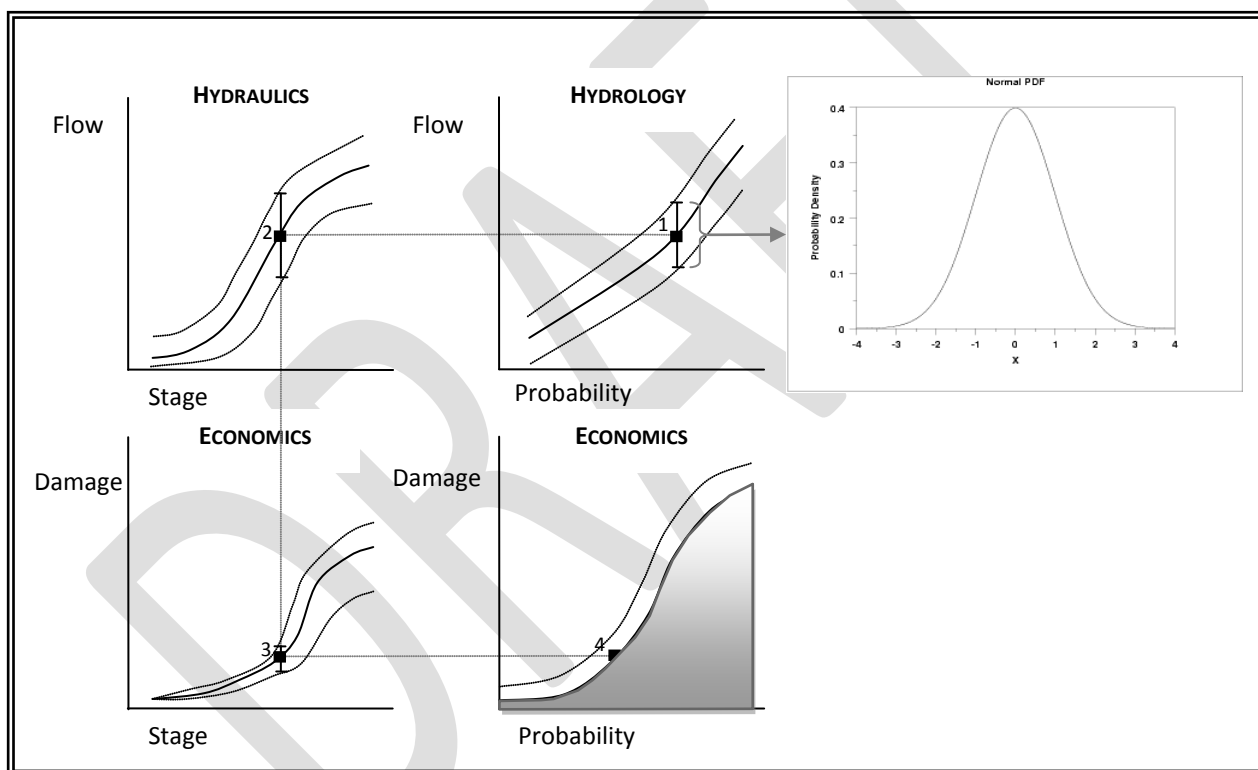 HYDRAULICS
Flow
2
Stage
HYDROLOGY
Flow
1
Probability
Normal PDF
Probability Density
0.4
0.3
0.2
0.1
0
-4 -3 -2 -1 0 1 2 3 4
X
ECONOMICS
Damage
3
Stage
ECONOMICS
Damage
4
Probability
DRAFT